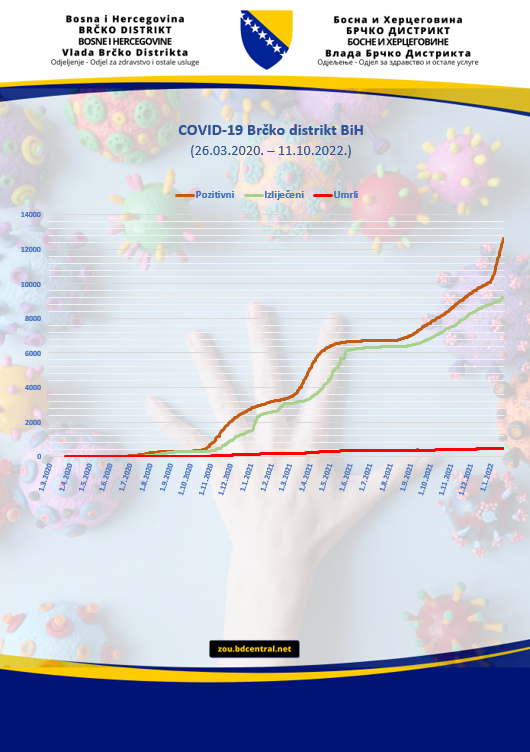 Bosna i Hercegovina
BRČKO DISTRIKT
BOSNE I HERCEGOVINE
Vlada Brčko Distrikta
Odjeljenje - Odjel za zdravstvo i ostale usluge
Босна и Херцеговина
БРЧКО ДИСТРИКТ
БОСНЕ И ХЕРЦЕГОВИНЕ
Влада Брчко Дистрикта
Одјељење - Одјел за здравство и остале услуге
COVID-19 Brčko distrikt BiH
(26.03.2020. – 11.10.2022.)
Pozitivni
Izliječeni
Umrli
14000
12000
10000
8000
6000
4000
2000
0
1.3.2020
1.4.2020
1.5.2020
1.6.2020
1.7.2020
1.8.2020
1.9.2020
1.10.2020
1.11.2020
1.12.2020
1.1.2021
1.2.2021
1.3.2021
1.4.2021
1.5.2021
1.6.2021
1.7.2021
1.8.2021
1.9.2021
1.10.2021
1.11.2021
1.12.2021
1.1.2022
zou.bdcentral.net